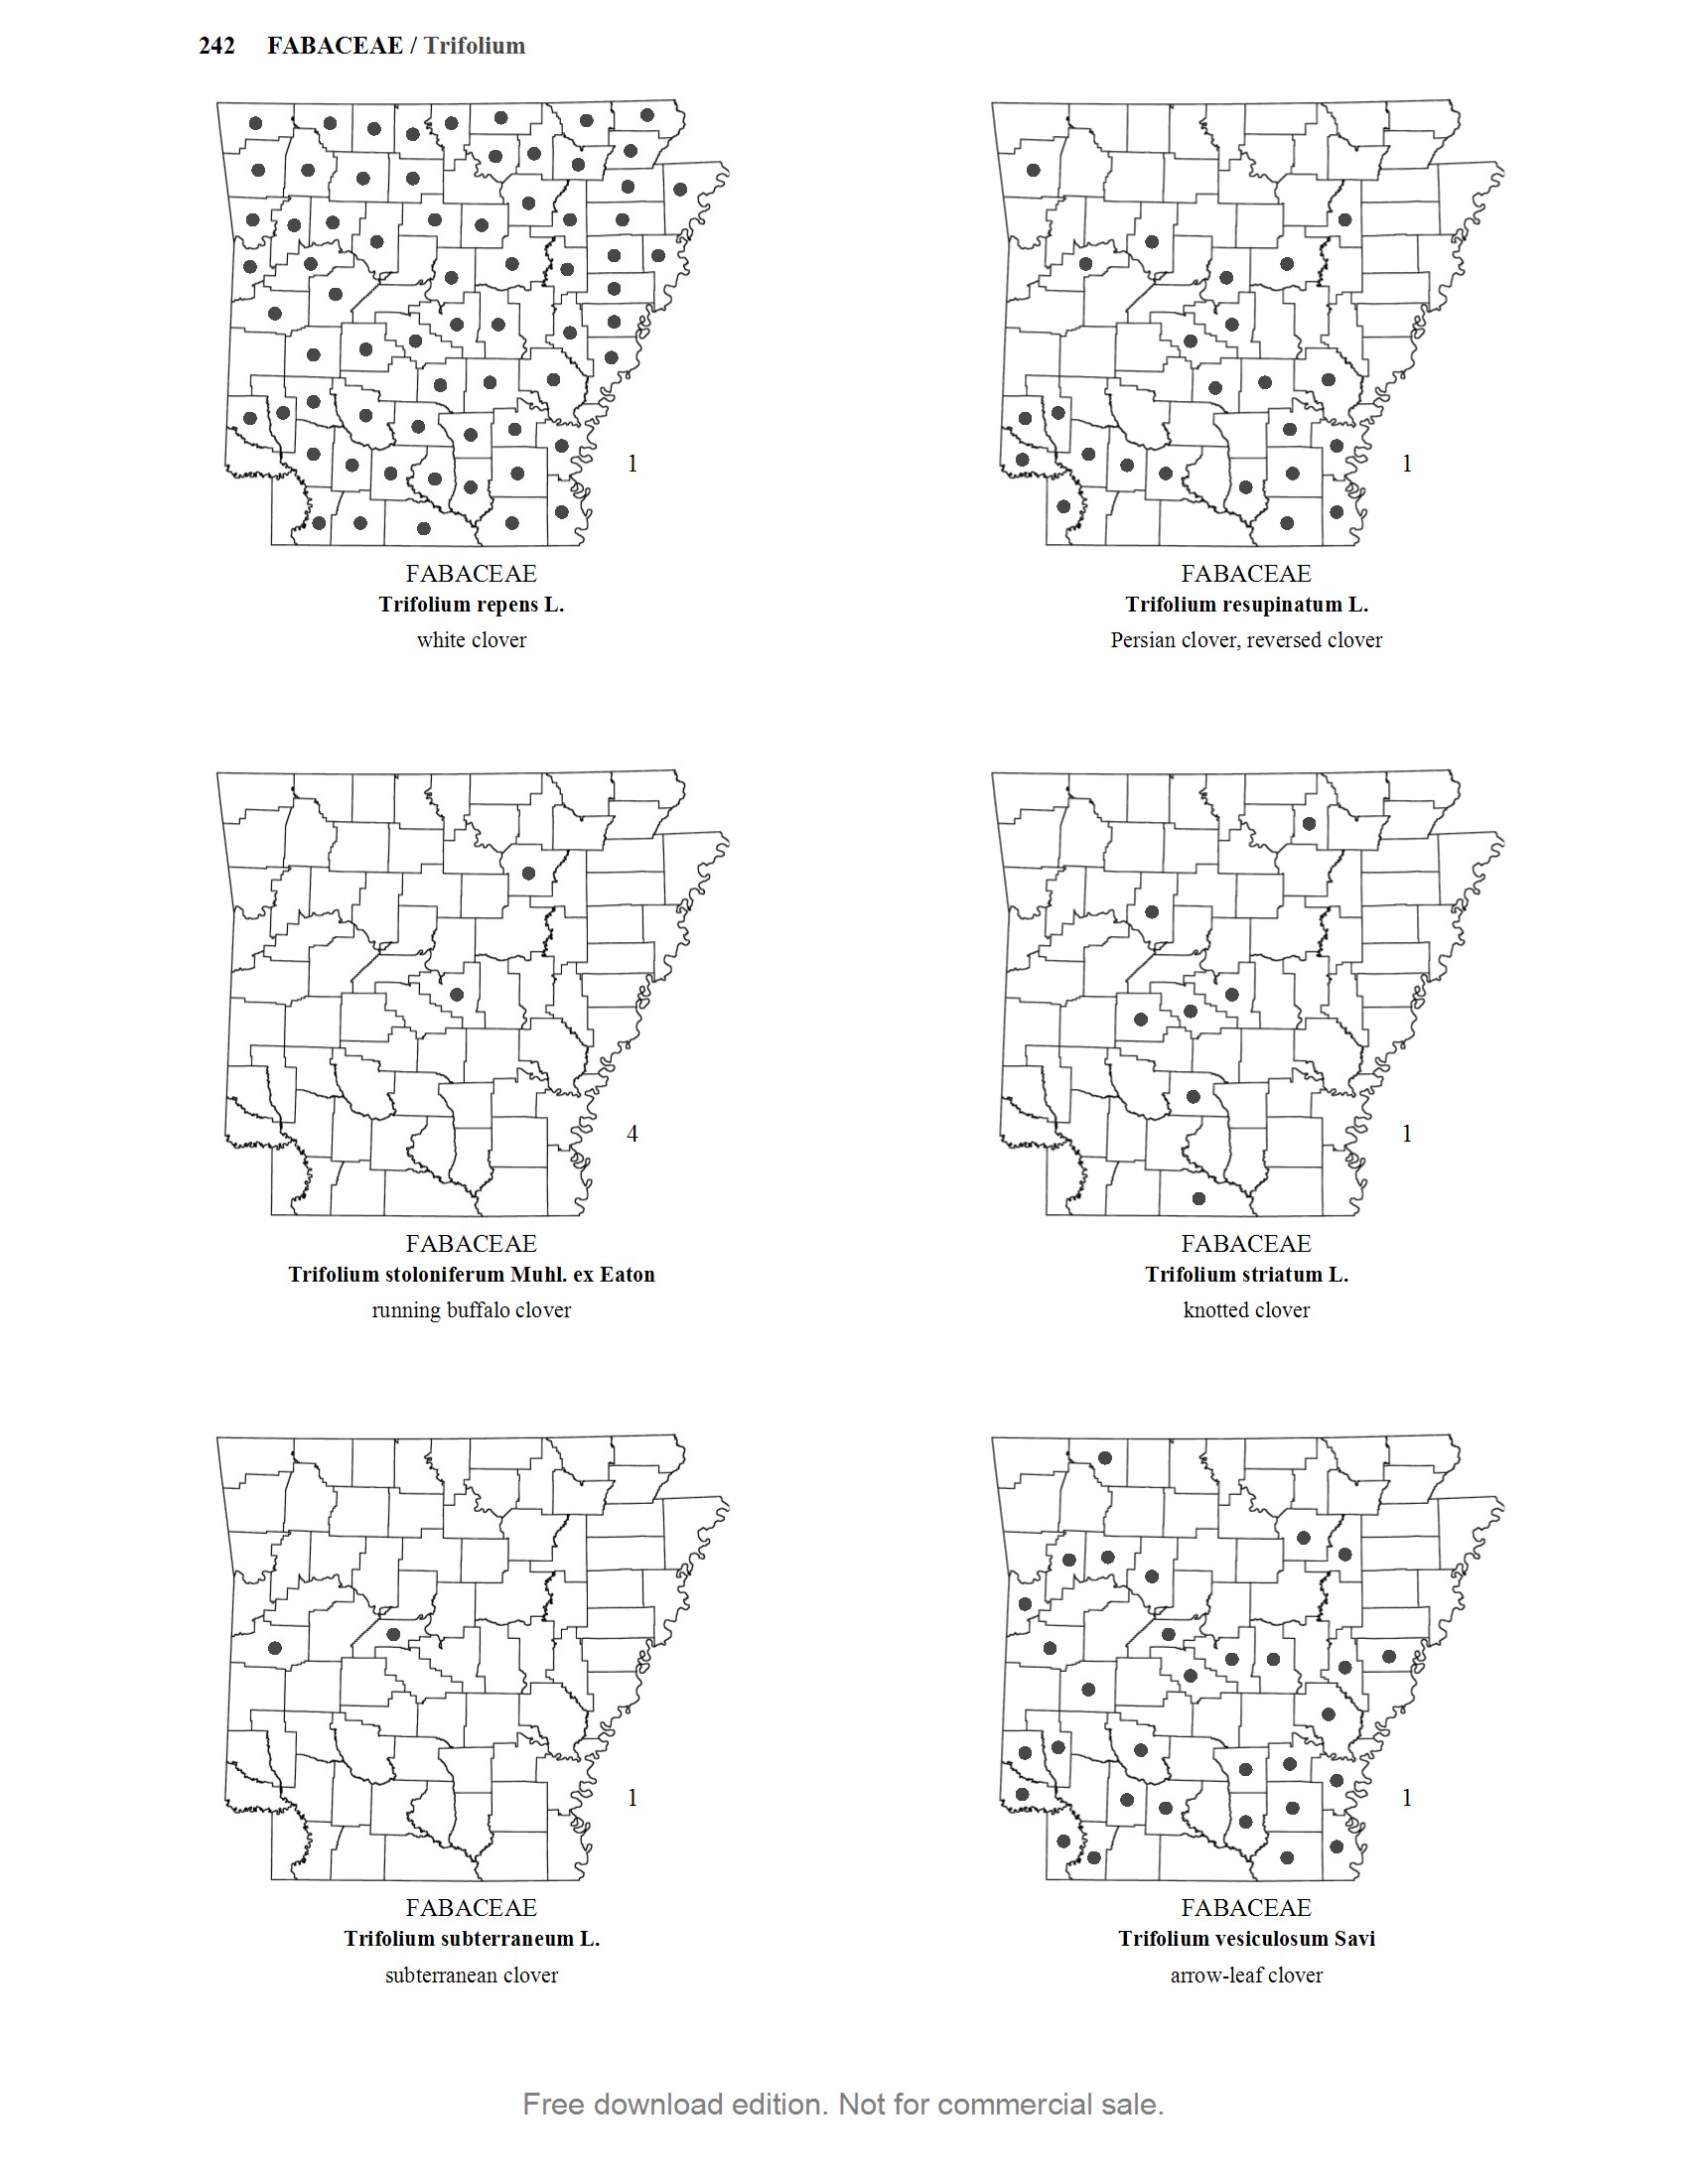 242 FABACEAE / Trifolium
1
FABACEAE
Trifolium repens L.
white clover
1
FABACEAE
Trifolium resupinatum L.
Persian clover, reversed clover
4
FABACEAE
Trifolium stoloniferum Muhl. ex Eaton
running buffalo clover
1
FABACEAE
Trifolium striatum L.
knotted clover
1
FABACEAE
Trifolium subterraneum L.
subterranean clover
1
FABACEAE
Trifolium vesiculosum Savi
arrow-leaf clover
Free download edition. Not for commercial sale.